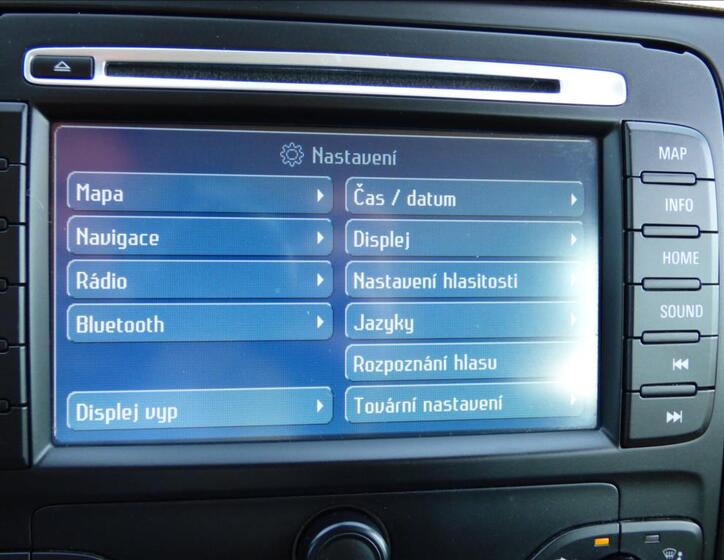 Nastavení
Mapa
Navigace
Rádio
Bluetooth
Displej vyp
Čas / datum
Displej
Nastavení hlasitosti
Jazyky
Rozpoznání hlasu
Tovární nastavení
MAP
INFO
HOME
SOUND